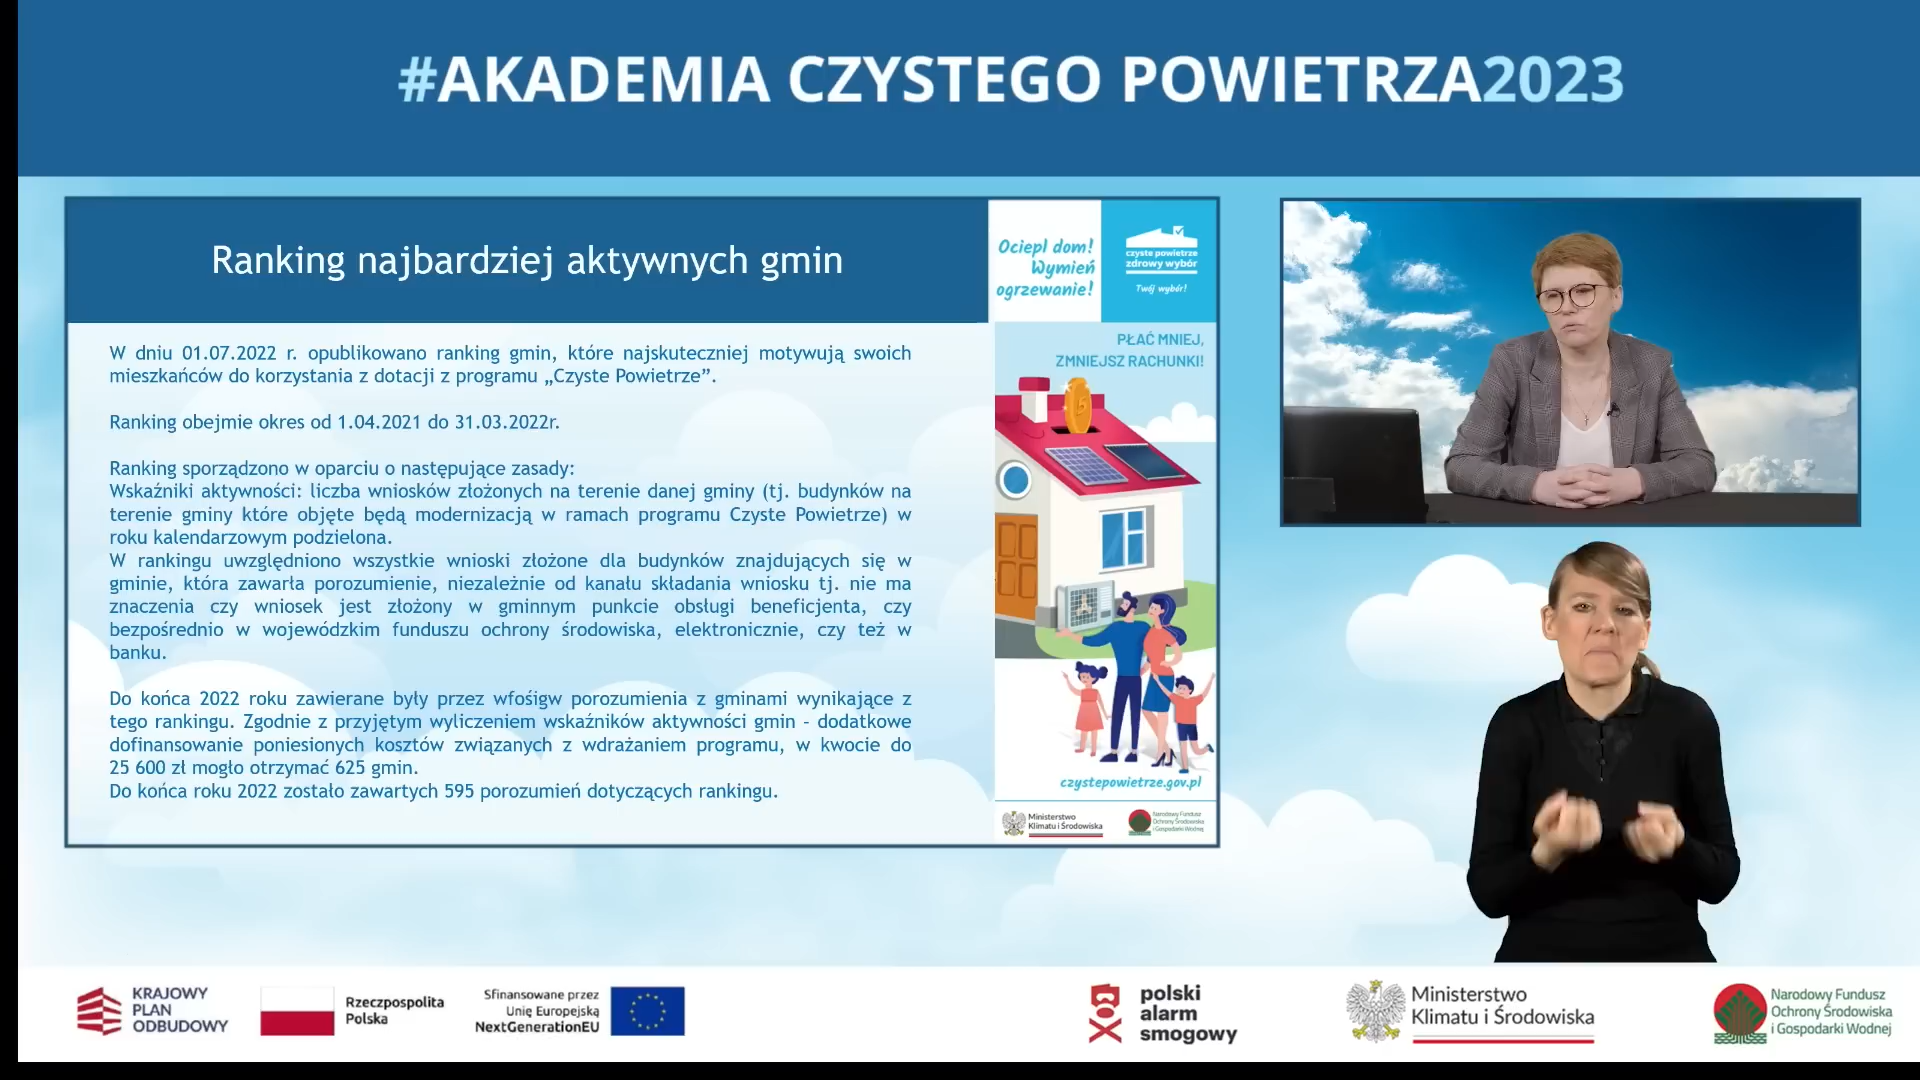 #AKADEMIA CZYSTEGO POWIETRZA2023
Ranking najbardziej aktywnych gmin
W dniu 01.07.2022 r. opublikowano ranking gmin, które najskuteczniej motywują swoich
mieszkańców do korzystania z dotacji z programu „Czyste Powietrze”.
Ranking obejmie okres od 1.04.2021 do 31.03.2022r.
Ranking sporządzono w oparciu o następujące zasady:
Wskaźniki aktywności: liczba wniosków złożonych na terenie danej gminy (tj. budynków na
terenie gminy które objęte będą modernizacją w ramach programu Czyste Powietrze) w
roku kalendarzowym podzielona.
W rankingu uwzględniono wszystkie wnioski złożone dla budynków znajdujących się w
gminie, która zawarła porozumienie, niezależnie od kanału składania wniosku tj. nie ma
znaczenia czy wniosek jest złożony w gminnym punkcie obsługi beneficjenta, czy
bezpośrednio w wojewódzkim funduszu ochrony środowiska, elektronicznie, czy też w
banku.
Do końca 2022 roku zawierane były przez wfośigw porozumienia z gminami wynikające z
tego rankingu. Zgodnie z przyjętym wyliczeniem wskaźników aktywności gmin – dodatkowe
dofinansowanie poniesionych kosztów związanych z wdrażaniem programu, w kwocie do
25 600 zł mogło otrzymać 625 gmin.
Do końca roku 2022 zostało zawartych 595 porozumień dotyczących rankingu.
Ociepl dom!
Wymień
ogrzewanie!
czyste powietrze
zdrowy wybór
Twój wybór!
PŁAĆ MNIEJ,
ZMNIEJSZ RACHUNKI!
czystepowietrze.gov.pl
Ministerstwo
Klimatu i Środowiska
Narodowy Fundusz
Ochrony Środowiska
i Gospodarki Wodnej
KRAJOWY
PLAN
ODBUDOWY
Rzeczpospolita
Polska
Sfinansowane przez
Unię Europejską
NextGenerationEU
polski
alarm
smogowy
Ministerstwo
Klimatu i Środowiska
Narodowy Fundusz
Ochrony Środowiska
i Gospodarki Wodnej